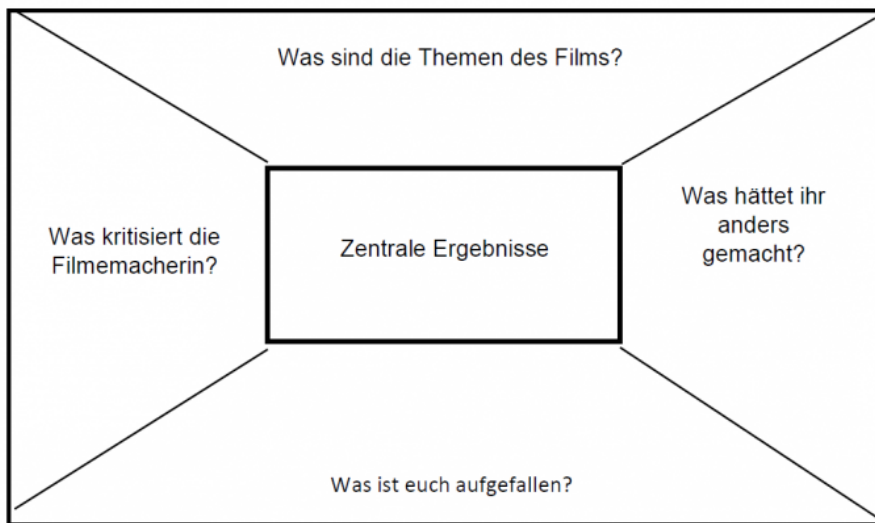 Was sind die Themen des Films?
Was kritisiert die
Filmemacherin?
Zentrale Ergebnisse
Was hättet ihr
anders
gemacht?
Was ist euch aufgefallen?